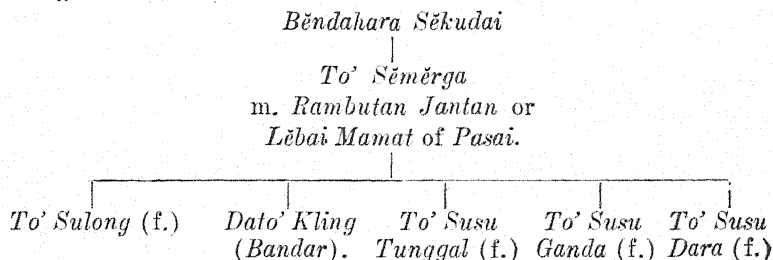 Bĕndahara Sĕkudai
To' Sĕmĕrga
m. Rambutan Jantan or
Lĕbai Mamat of Pasai.
To' Sulong (f.) Dato' Kling To' Susu To' Susu To' Susu
(Bandar). Tunggal (f.) Ganda (f.) Dara (f.)